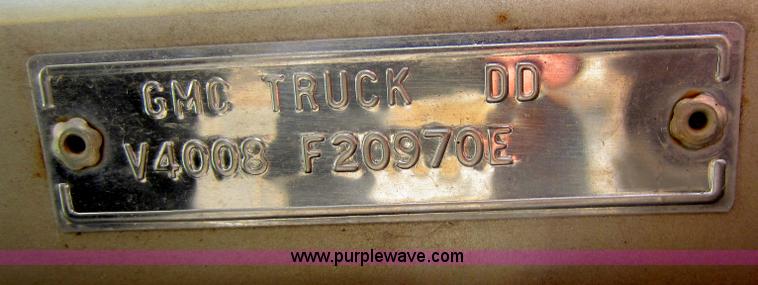 GMC TRUCK DD
V4008 F20970E
www.purplewave.com